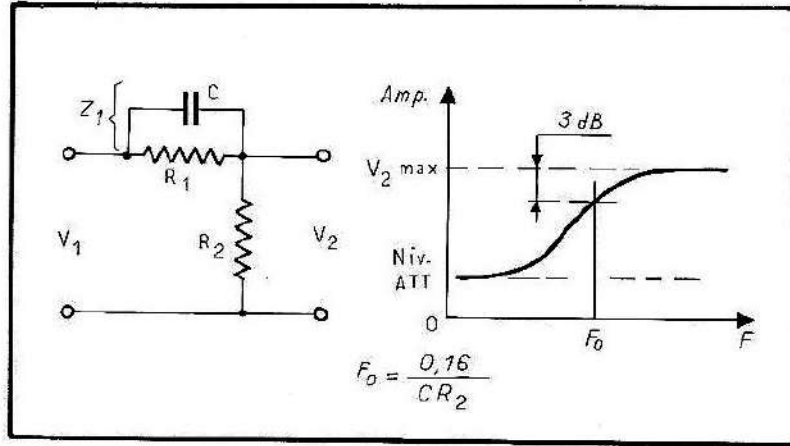 Z1
C
R1
R2
V1
V2
Amp.
3 dB
V2 max
Niv.
ATT
0
F0
F
F0 = 0,16
CR2